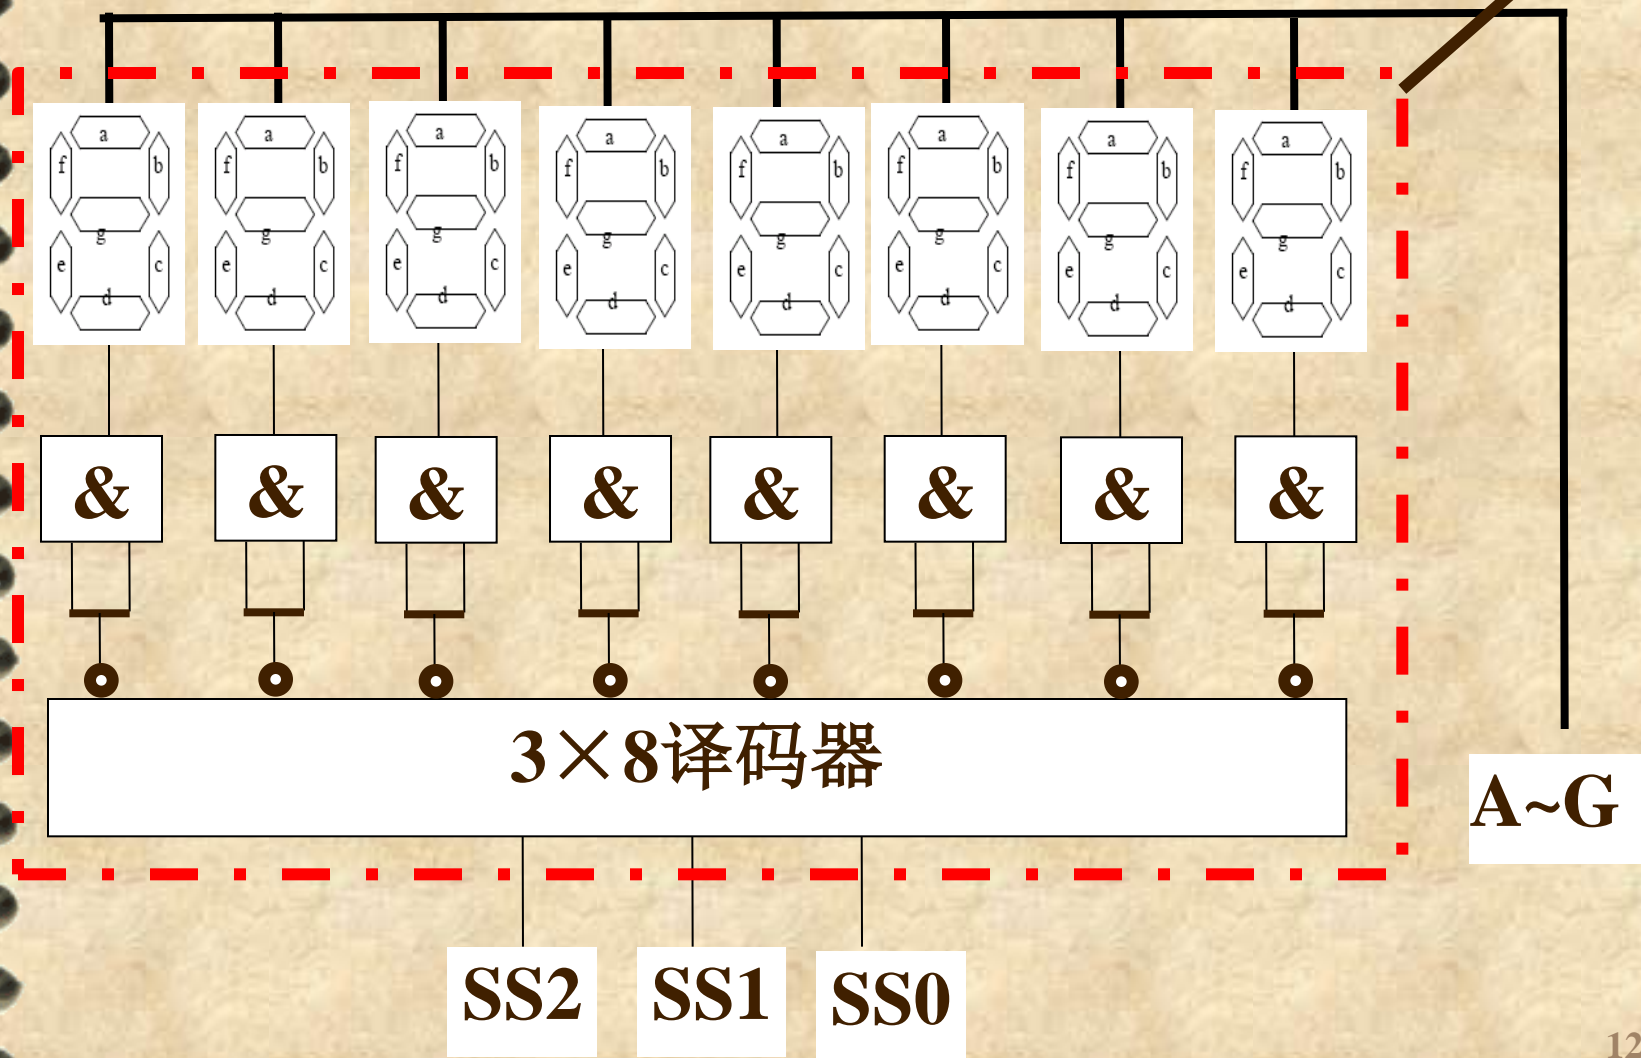 a a a a a a a a
f b f b f b f b f b f b f b f b
g g g g g g g g
e c e c e c e c e c e c e c e c
d d d d d d d d
& & & & & & & &
3×8译码器
A~G
SS2 SS1 SS0
12